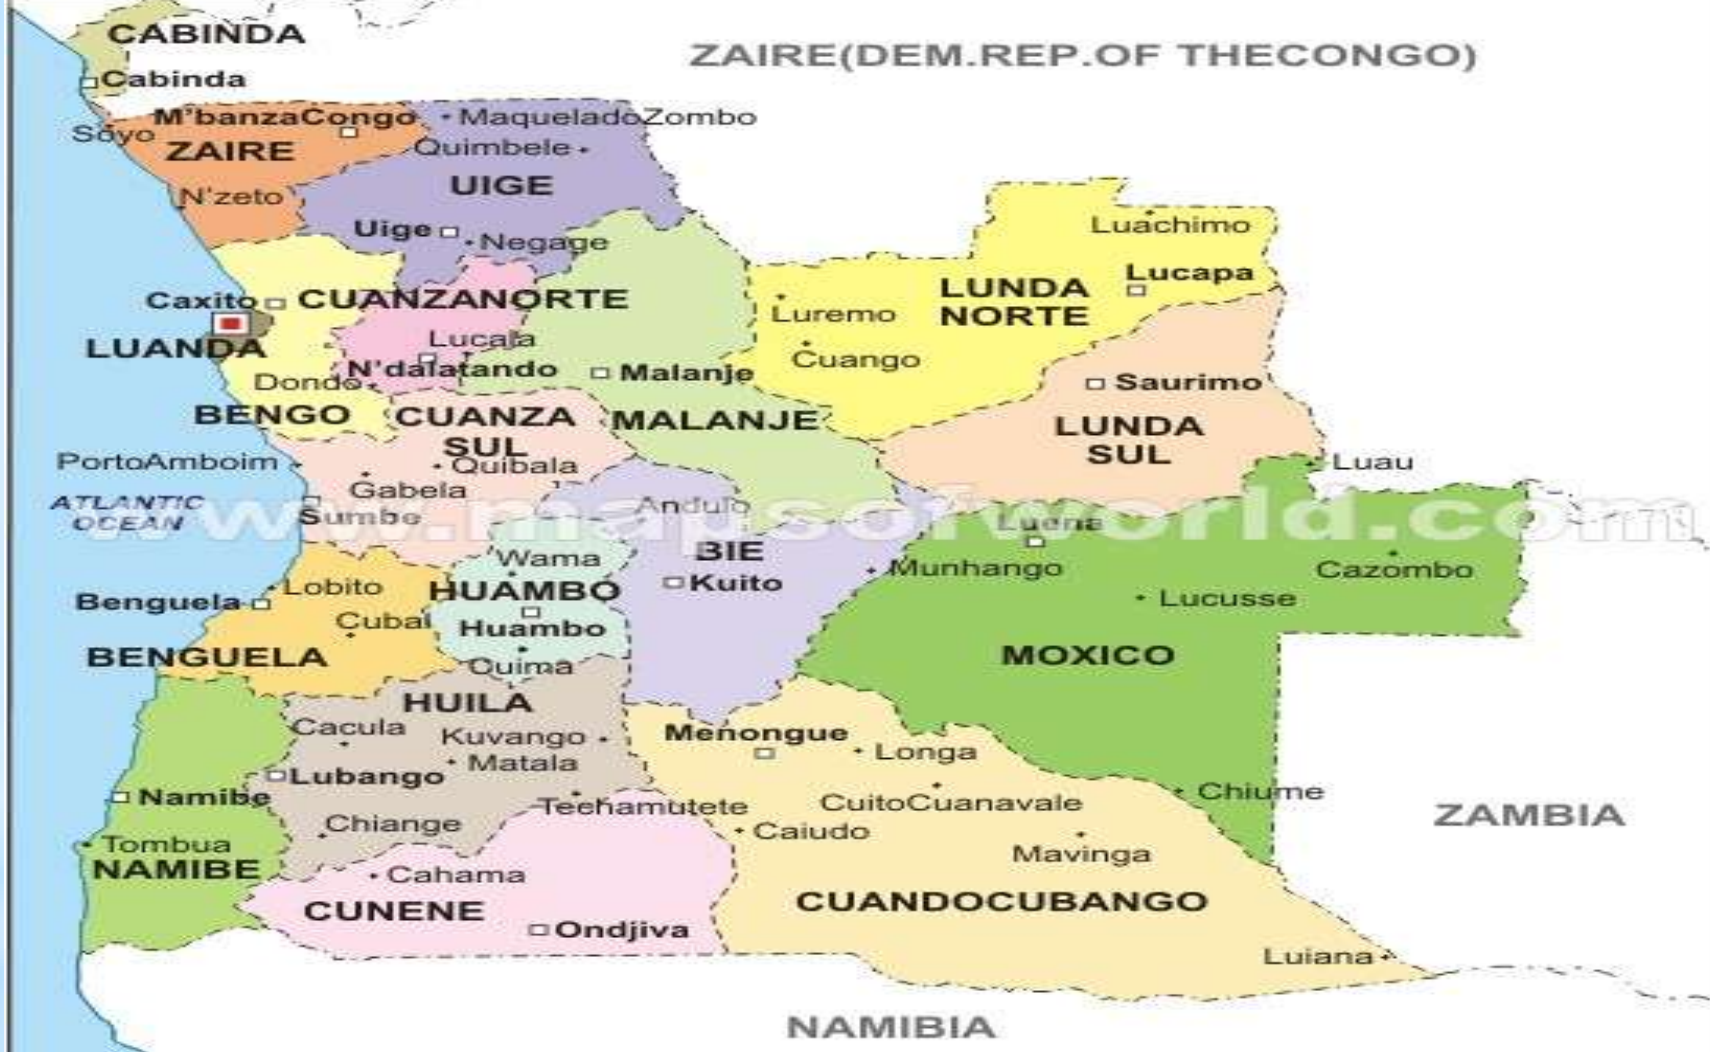 CABINDA
ZAIRE(DEM.REP.OF THECONGO)
Cabinda
M'banzaCongo
MaqueladoZombo
Soyo
ZAIRE
Quimbele
UIGE
N'zeto
Luachimo
Uige
Negage
Lucapa
LUNDA
NORTE
Caxito
CUANZANORTE
Luremo
LUANDA
Lucala
Cuango
N'dalatando
Malanje
Dondo
Saurimo
BENGO
CUANZA
SUL
MALANJE
LUNDA
SUL
PortoAmboim
Quibala
Luau
Gabela
ATLANTIC
OCEAN
Andulo
www.mapsofworld.com
Sumbe
Luena
Wama
BIE
Munhango
Cazombo
Lobito
HUAMBO
Kuito
Benguela
Lucusse
Cubal
Huambo
BENGUELA
MOXICO
Cuima
HUILA
Cacula
Kuvango
Menongue
Longa
Matala
Lubango
Namibe
Techamutete
CuitoCuanavale
Chiume
ZAMBIA
Chiange
Caiudo
Tombua
Mavinga
NAMIBE
Cahama
CUNENE
CUANDOCUBANGO
Ondjiva
Luiana
NAMIBIA